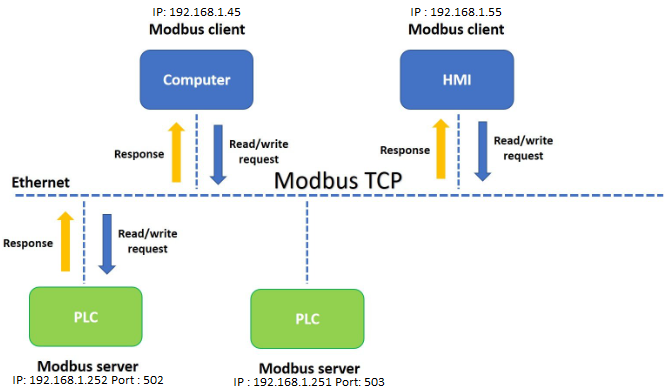 IP: 192.168.1.45
Modbus client
Computer
Response
Read/write
request
IP : 192.168.1.55
Modbus client
HMI
Response
Read/write
request
Ethernet
Modbus TCP
Response
Read/write
request
PLC
Modbus server
IP: 192.168.1.252 Port : 502
PLC
Modbus server
IP : 192.168.1.251 Port: 503